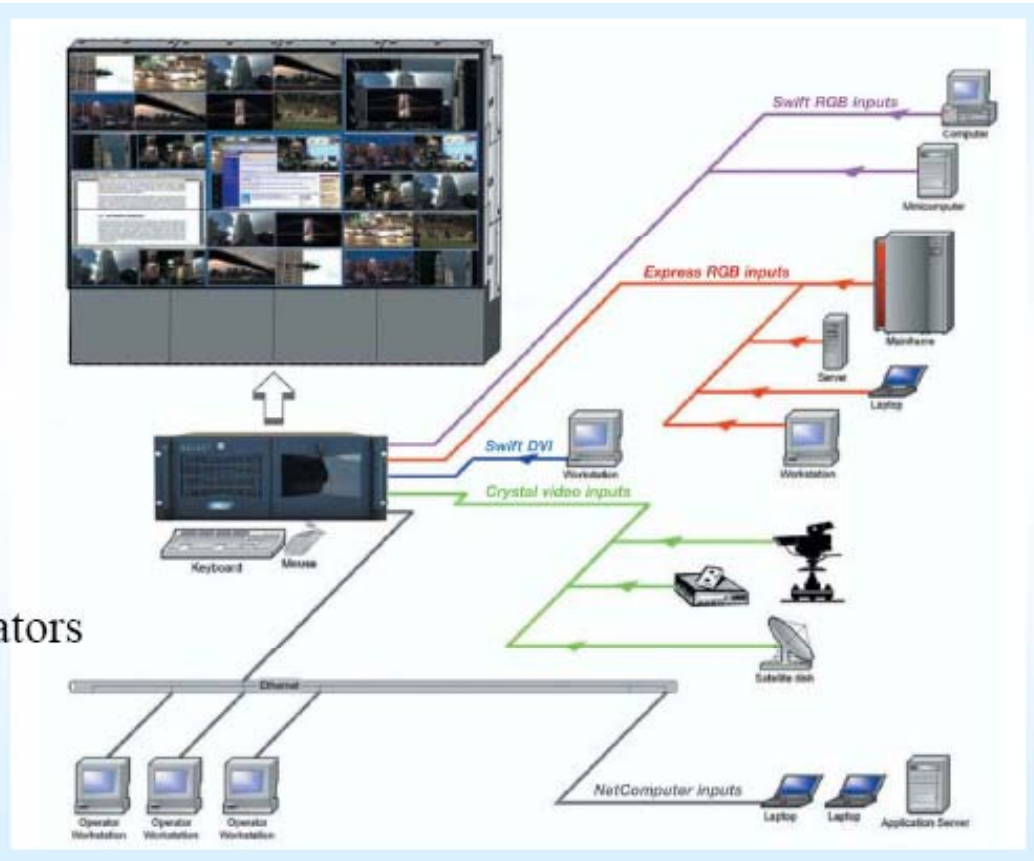 Swift RGB inputs
Computer
Minicomputer
Express RGB inputs
Mainframe
Server
Laptop
Workstation
Swift DVI
Workstation
Crystal video inputs
Keyboard
Mouse
ators
Satellite dish
Ethernet
NetComputer inputs
Operator
Workstation
Operator
Workstation
Operator
Workstation
Laptop
Laptop
Application Server